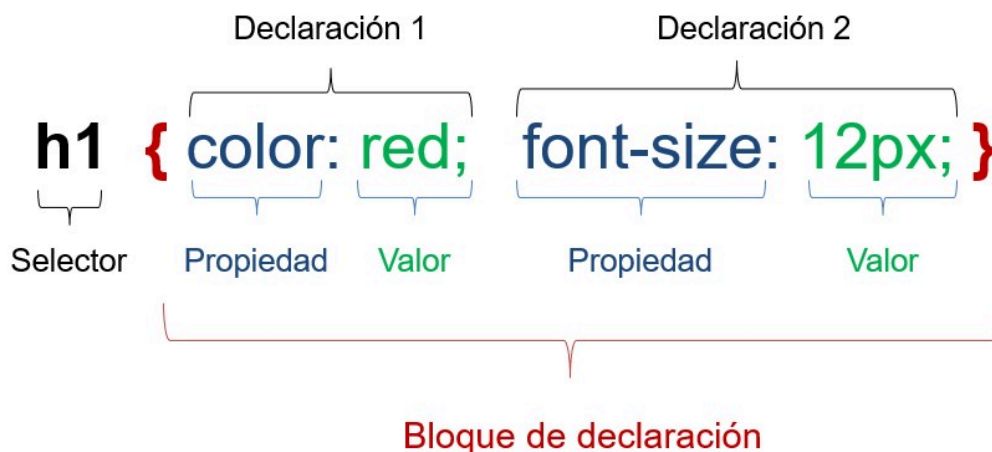 Declaración 1 Declaración 2
h1 { color: red; font-size: 12px; }
Selector Propiedad Valor Propiedad Valor
Bloque de declaración